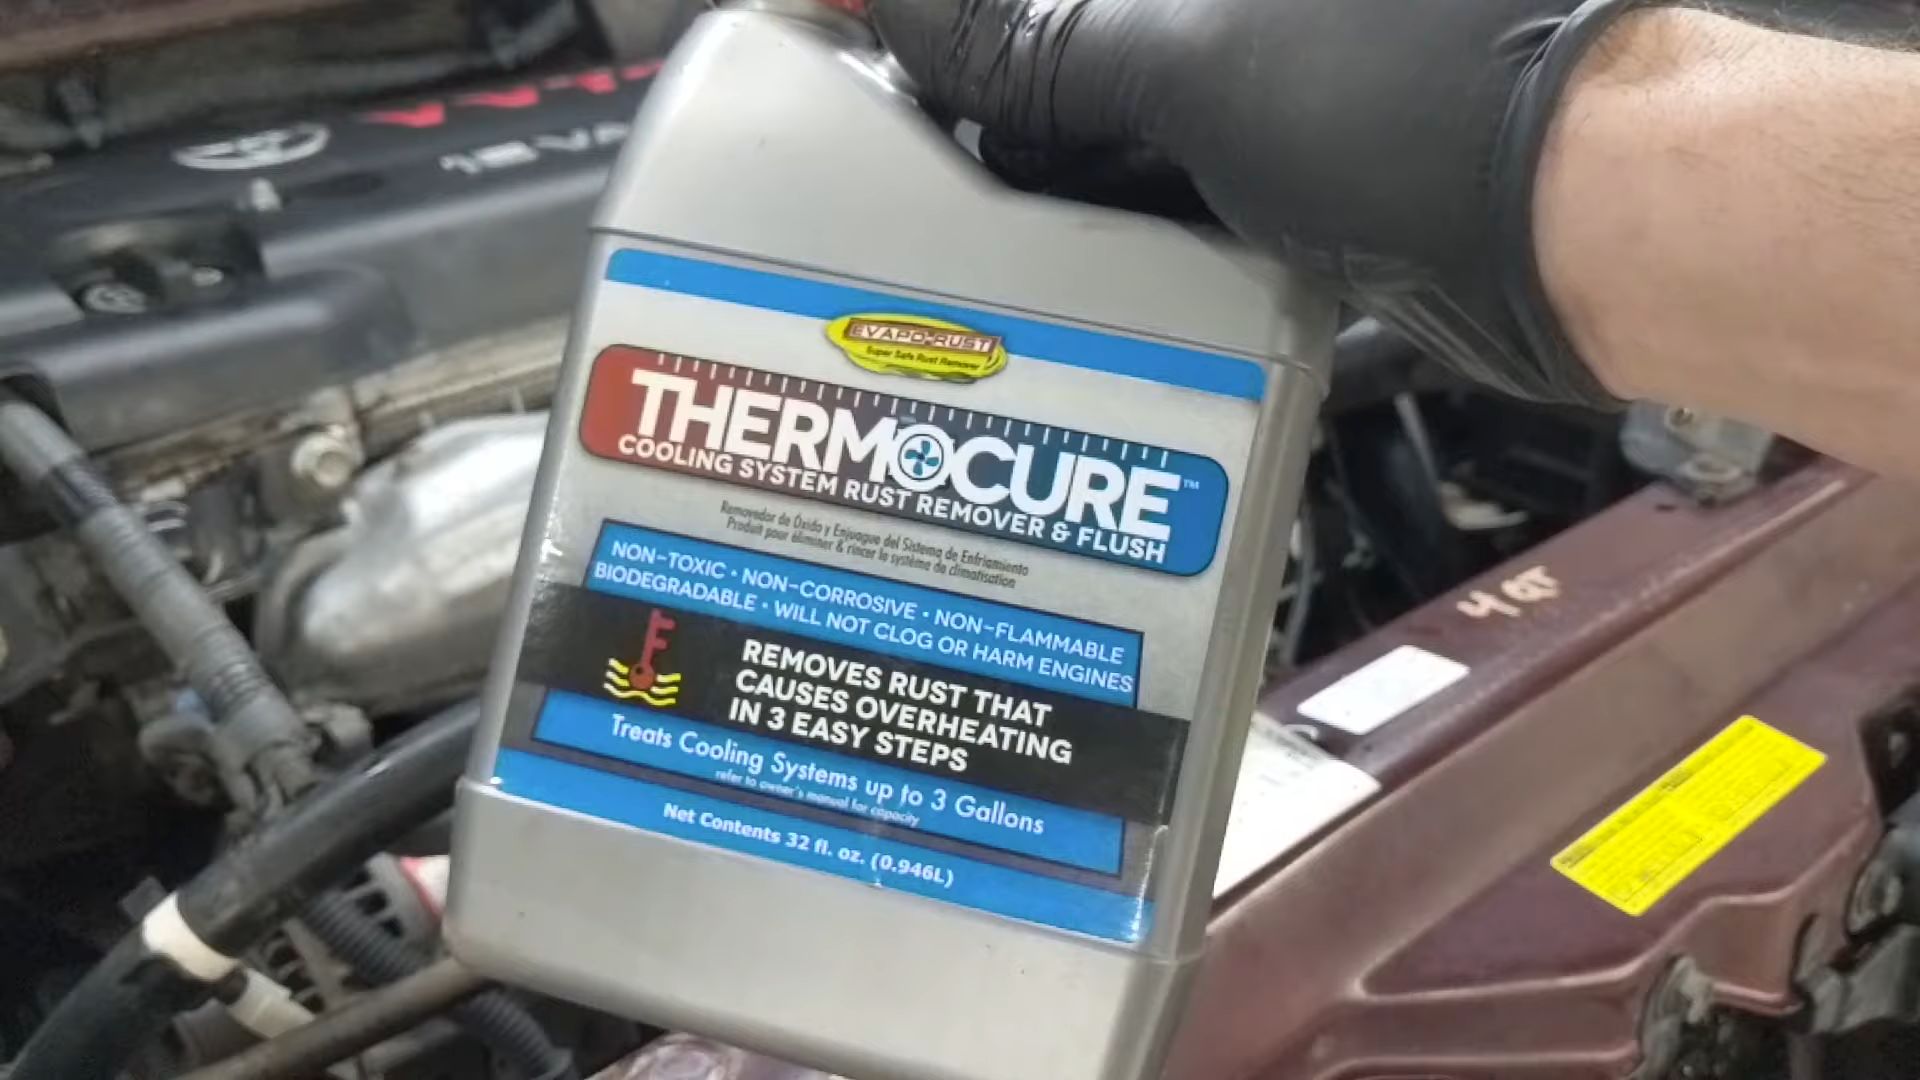 EVAPO-RUST
Super Safe Rust Remover
THERMOCURE™
COOLING SYSTEM RUST REMOVER & FLUSH
Removedor de Óxido y Enjuague del Sistema de Enfriamiento
Produit pour éliminer & rincer le système de climatisation
NON-TOXIC • NON-CORROSIVE • NON-FLAMMABLE
BIODEGRADABLE • WILL NOT CLOG OR HARM ENGINES
REMOVES RUST THAT
CAUSES OVERHEATING
IN 3 EASY STEPS
Treats Cooling Systems up to 3 Gallons
refer to owner's manual for capacity
Net Contents 32 fl. oz. (0.946L)
4 QT